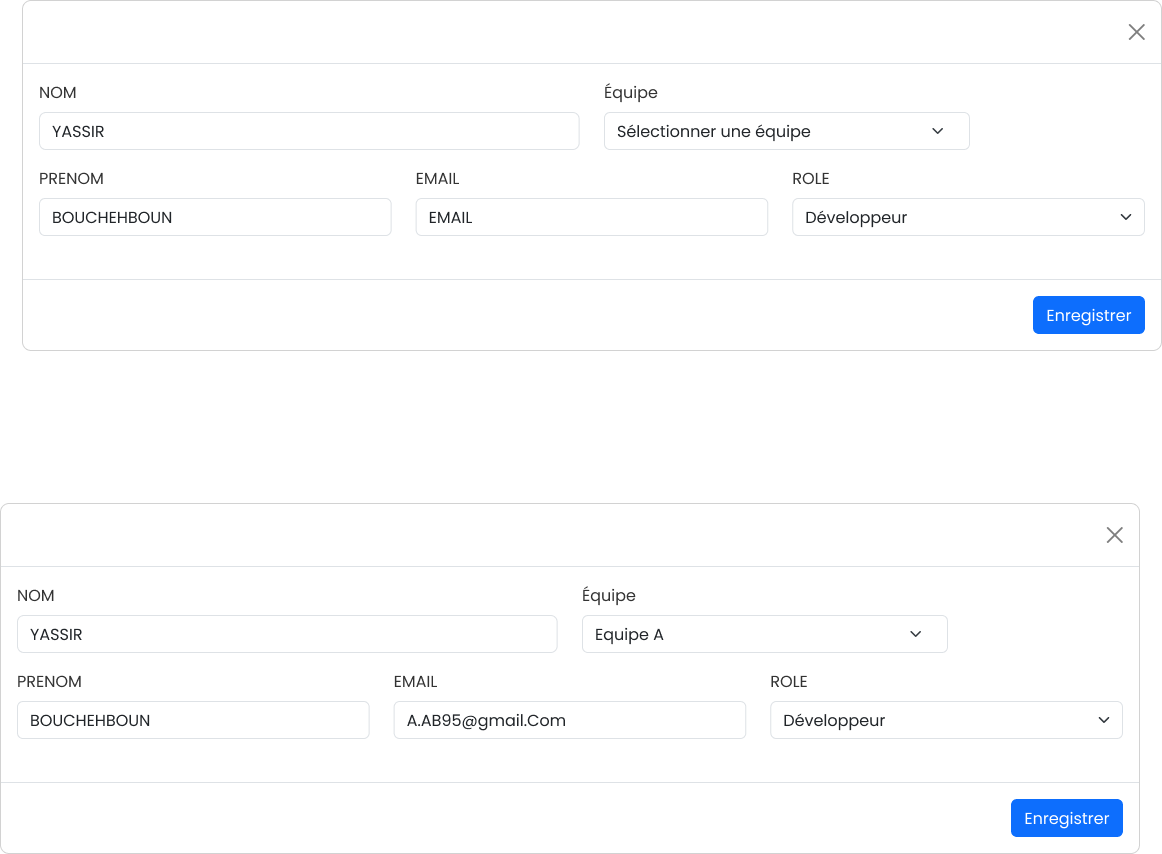 NOM Équipe
YASSIR Sélectionner une équipe
PRENOM EMAIL ROLE
BOUCHEHBOUN EMAIL Développeur
Enregistrer
NOM Équipe
YASSIR Equipe A
PRENOM EMAIL ROLE
BOUCHEHBOUN A.AB95@gmail.Com Développeur
Enregistrer